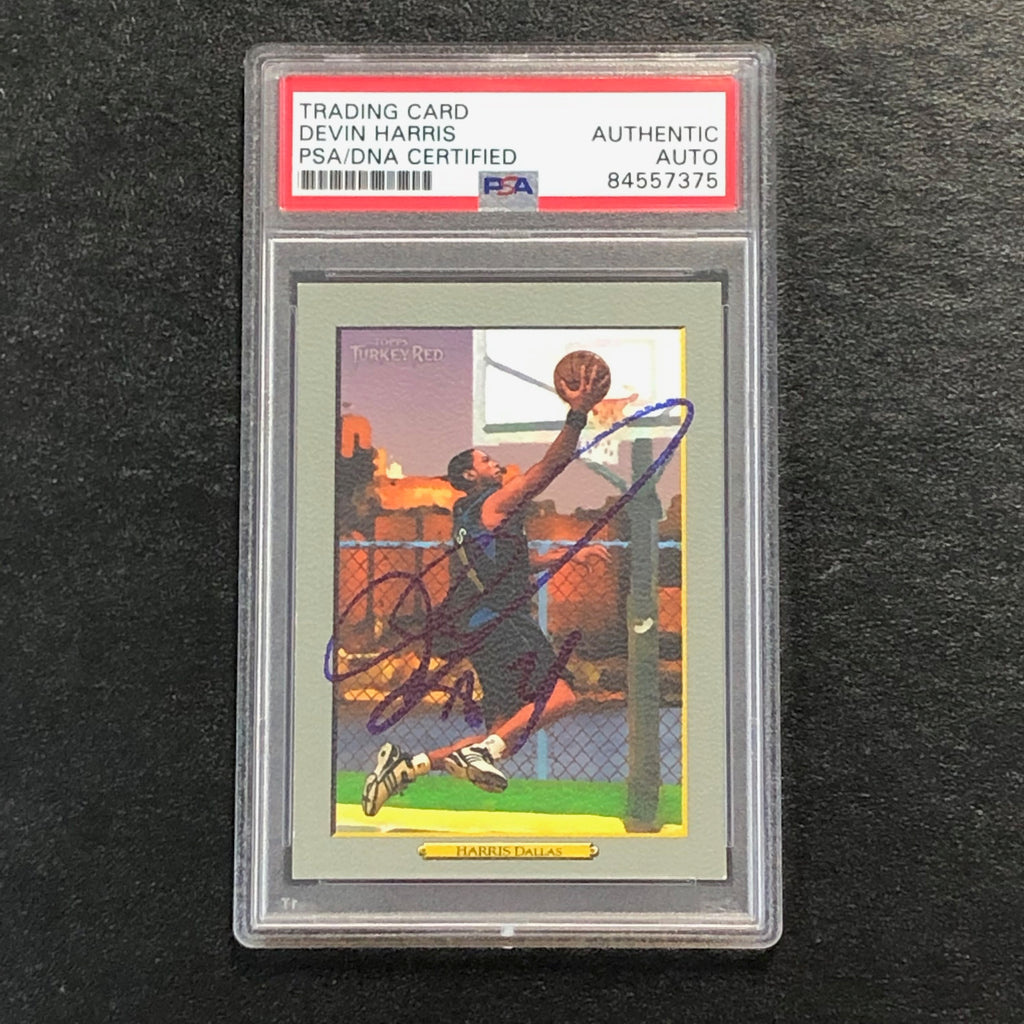 TRADING CARD
DEVIN HARRIS
PSA/DNA CERTIFIED
AUTHENTIC
AUTO
84557375
PSA
TOPPS
TURKEY RED
HARRIS DALLAS